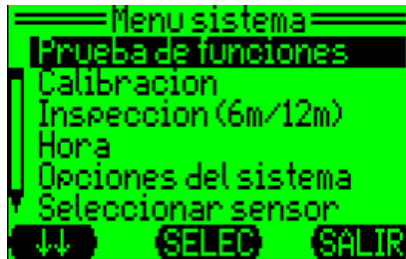 Menu sistema
Prueba de funciones
Calibracion
Inspeccion (6m/12m)
Hora
Opciones del sistema
Seleccionar sensor
↓↓ SELEC SALIR